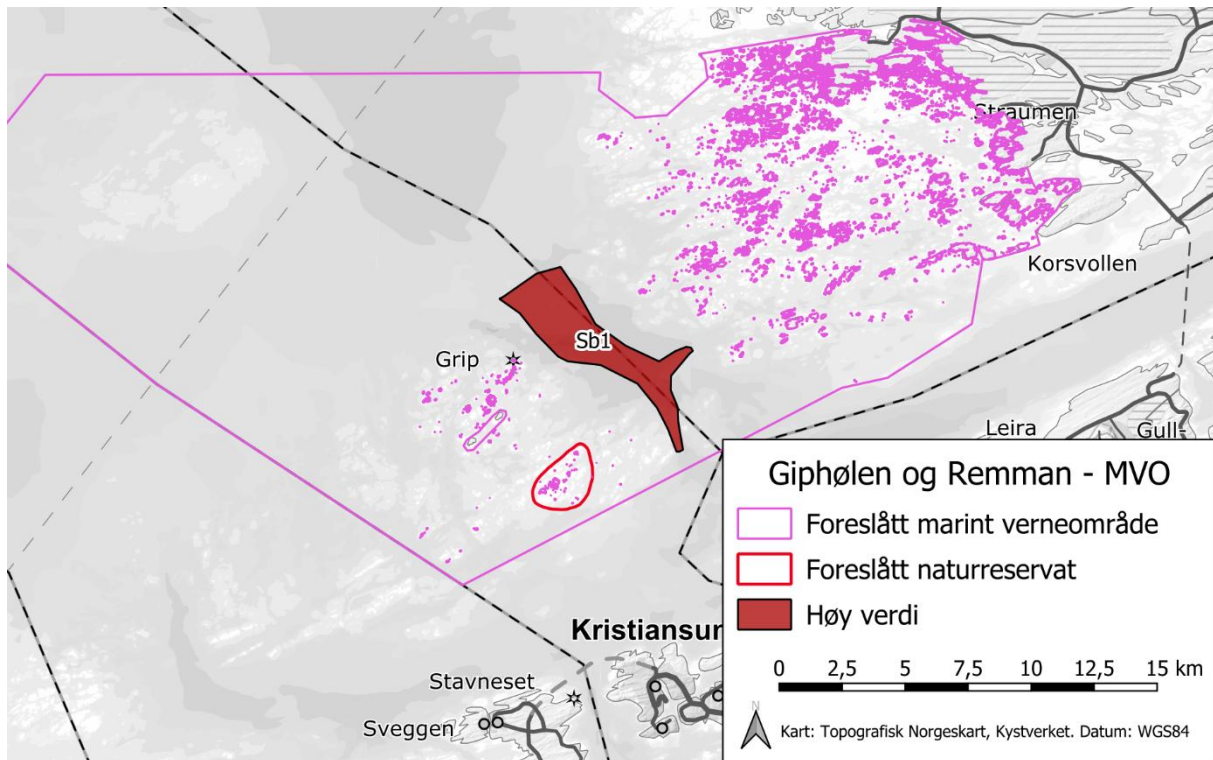 Straumen
Korsvollen
Sb1
Grip
Leira
Gull-
Kristiansur
Stavneset
Sveggen
Giphølen og Remman - MVO
Foreslått marint verneområde
Foreslått naturreservat
Høy verdi
0 2,5 5 7,5 10 12,5 15 km
N
Kart: Topografisk Norgeskart, Kystverket. Datum: WGS84